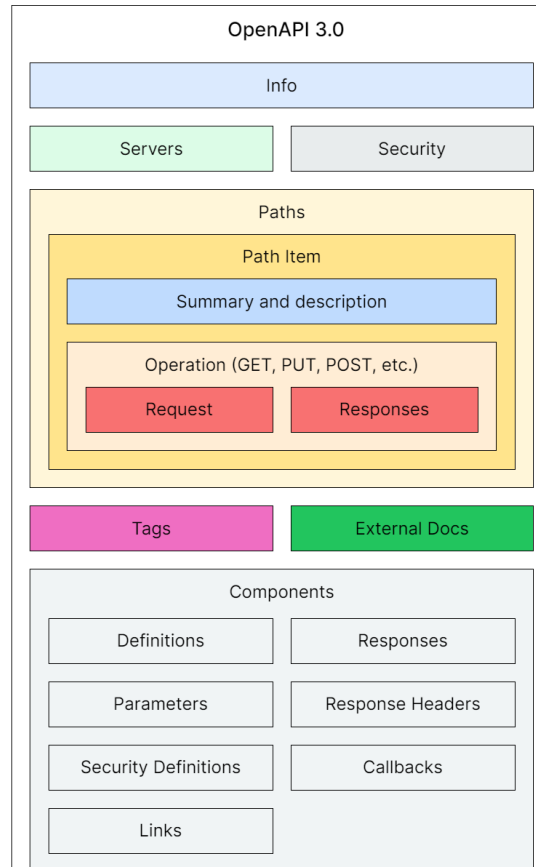 OpenAPI 3.0
Info
Servers
Security
Paths
Path Item
Summary and description
Operation (GET, PUT, POST, etc.)
Request
Responses
Tags
External Docs
Components
Definitions
Responses
Parameters
Response Headers
Security Definitions
Callbacks
Links